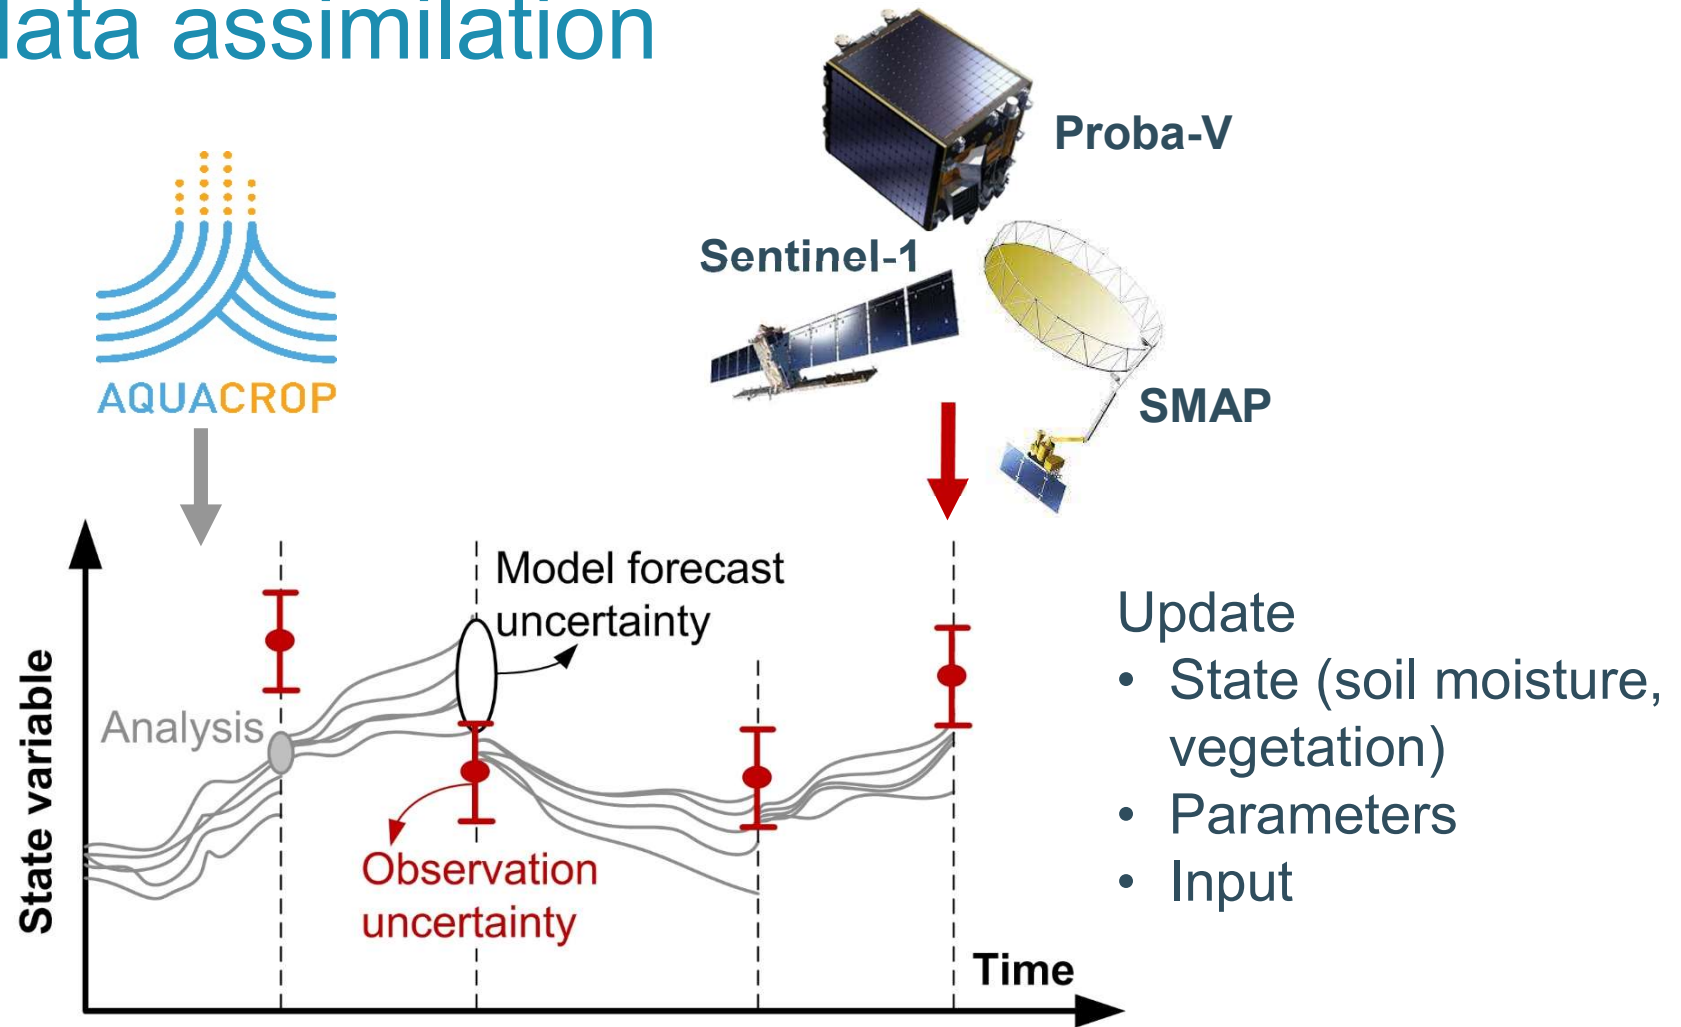 data assimilation
Proba-V
Sentinel-1
AQUACROP
SMAP
Model forecast
uncertainty
Analysis
State variable
Observation
uncertainty
Time
Update
• State (soil moisture,
vegetation)
• Parameters
• Input